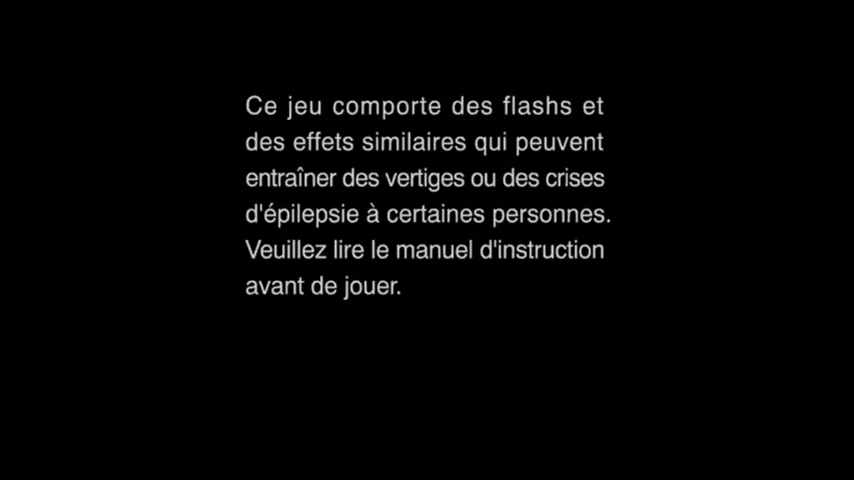 Ce jeu comporte des flashs et
des effets similaires qui peuvent
entraîner des vertiges ou des crises
d'épilepsie à certaines personnes.
Veuillez lire le manuel d'instruction
avant de jouer.